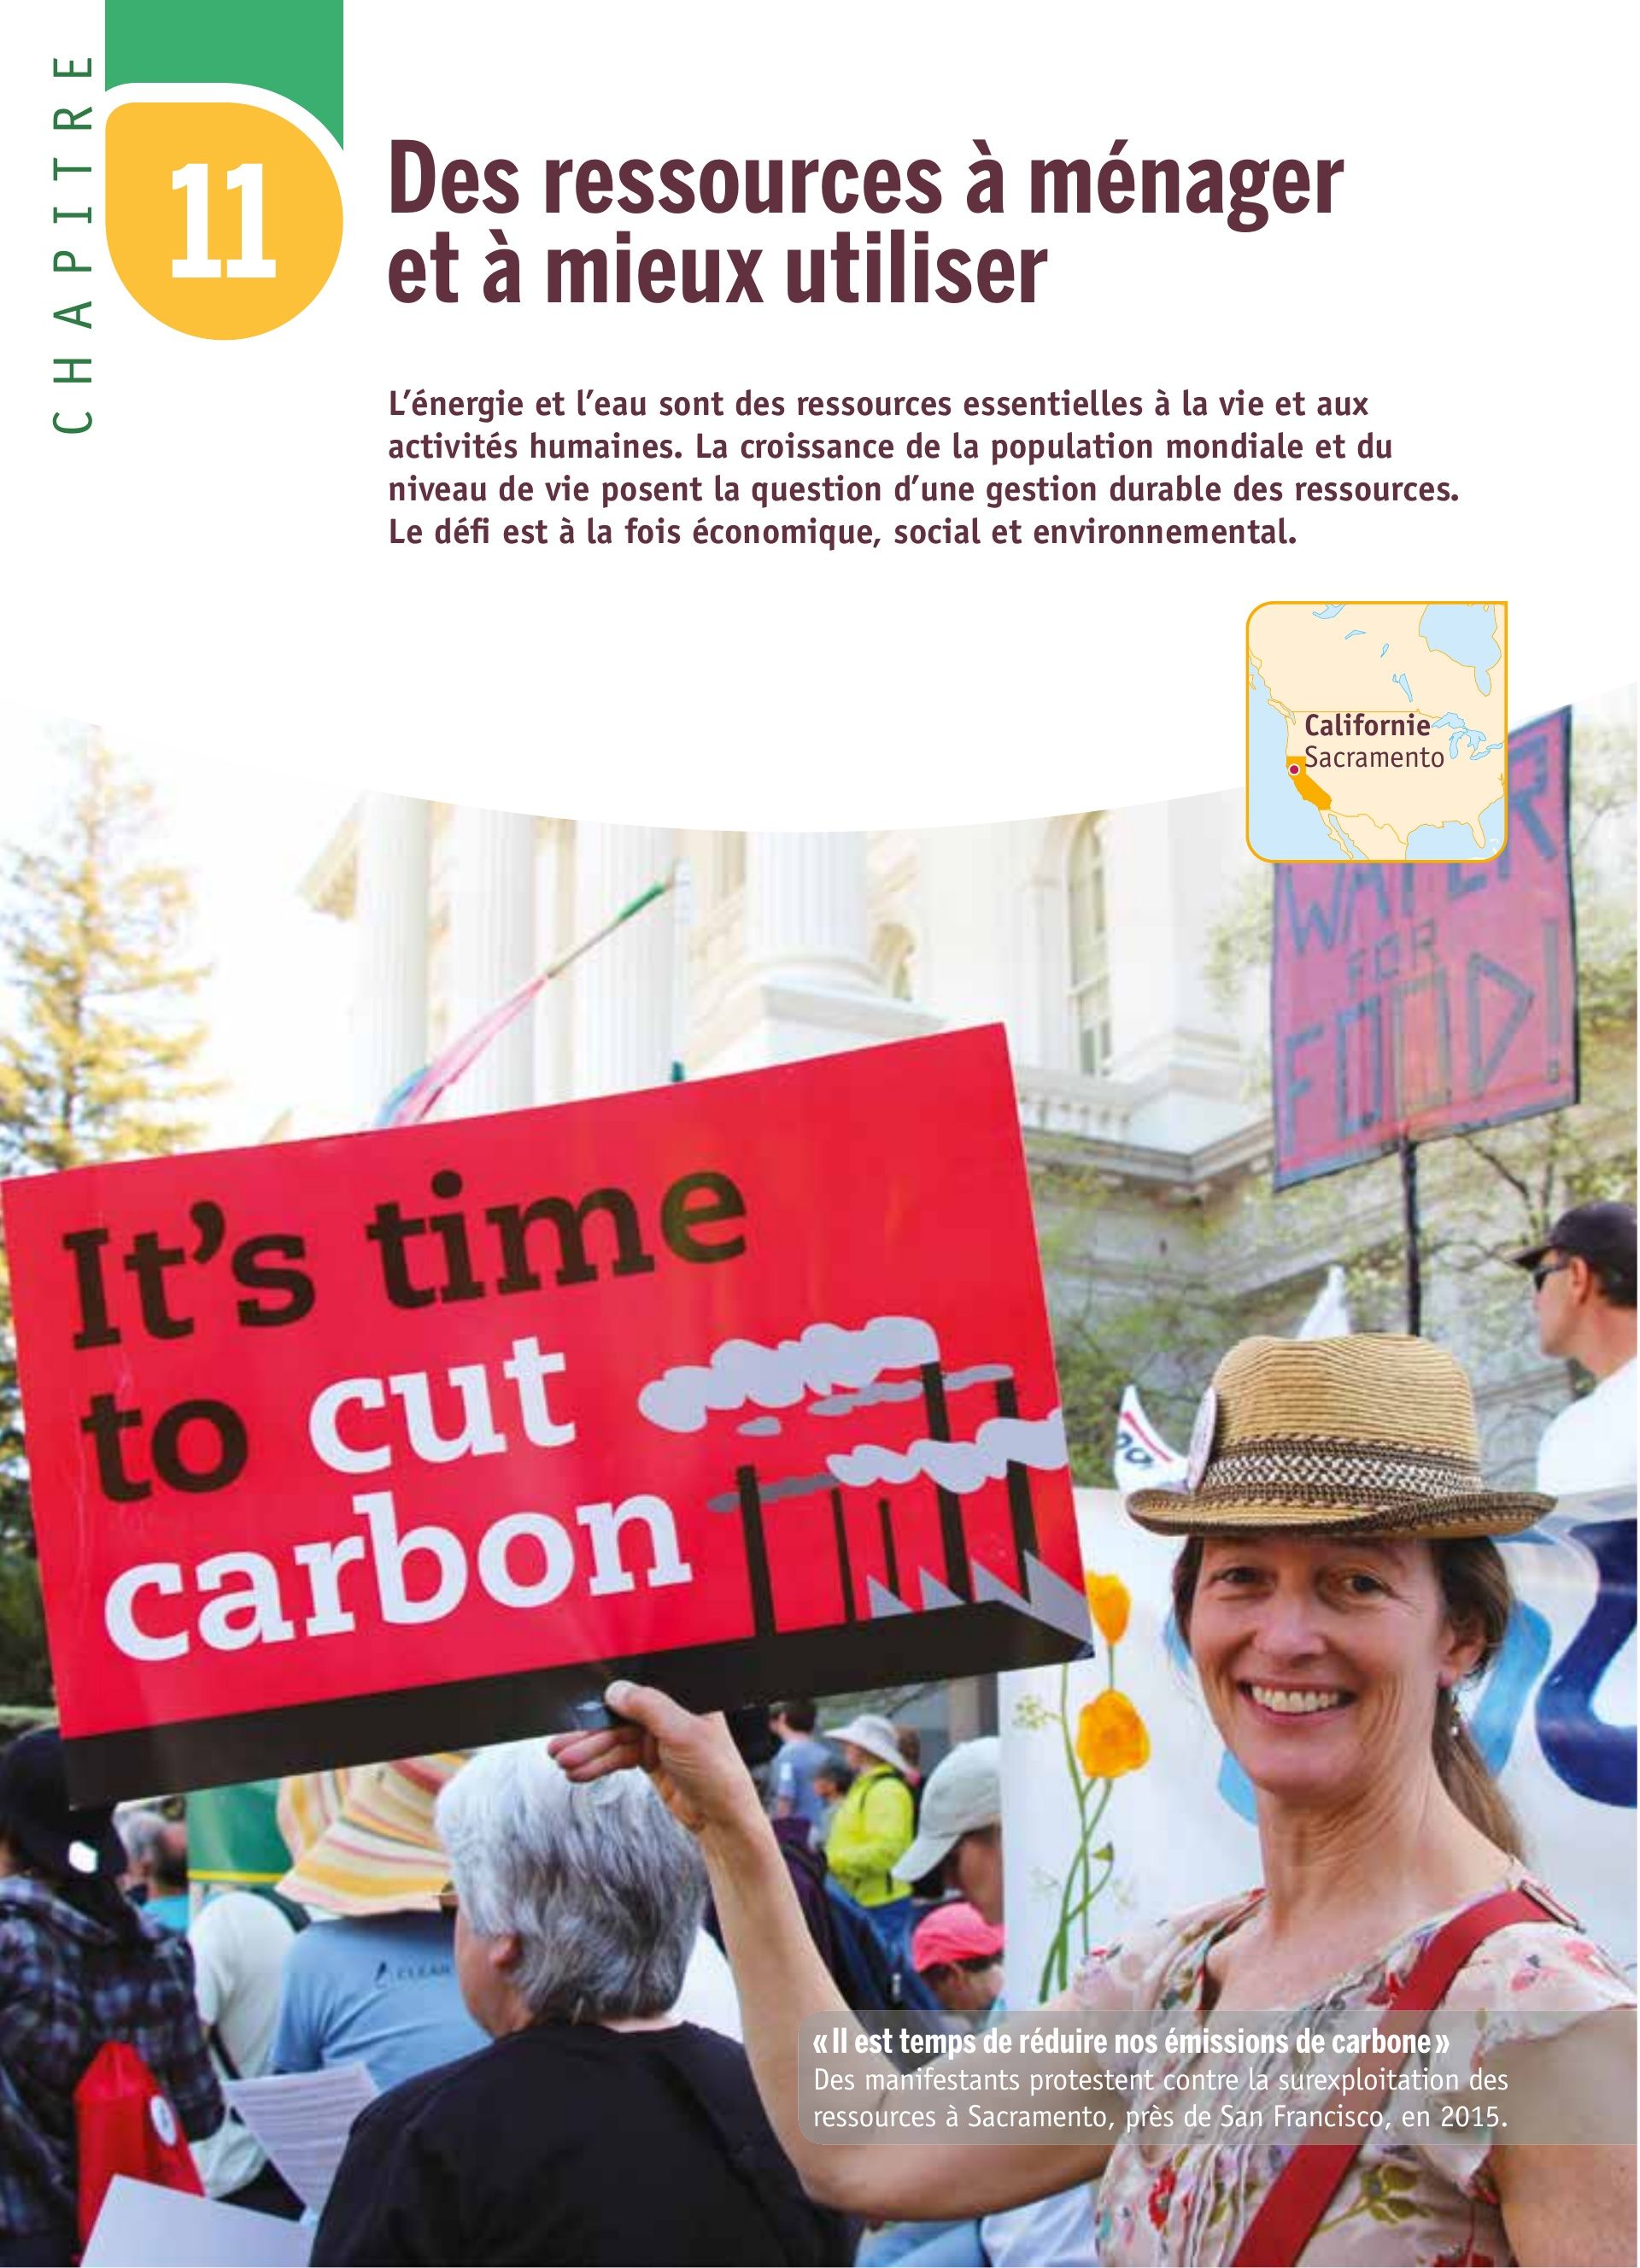 CHAPITRE
11
Des ressources à ménager
et à mieux utiliser
L'énergie et l'eau sont des ressources essentielles à la vie et aux
activités humaines. La croissance de la population mondiale et du
niveau de vie posent la question d'une gestion durable des ressources.
Le défi est à la fois économique, social et environnemental.
Californie
Sacramento
WATER
FOR
FOOD!
It's time
to cut
carbon
CLEAN
«Il est temps de réduire nos émissions de carbone»
Des manifestants protestent contre la surexploitation des
ressources à Sacramento, près de San Francisco, en 2015.